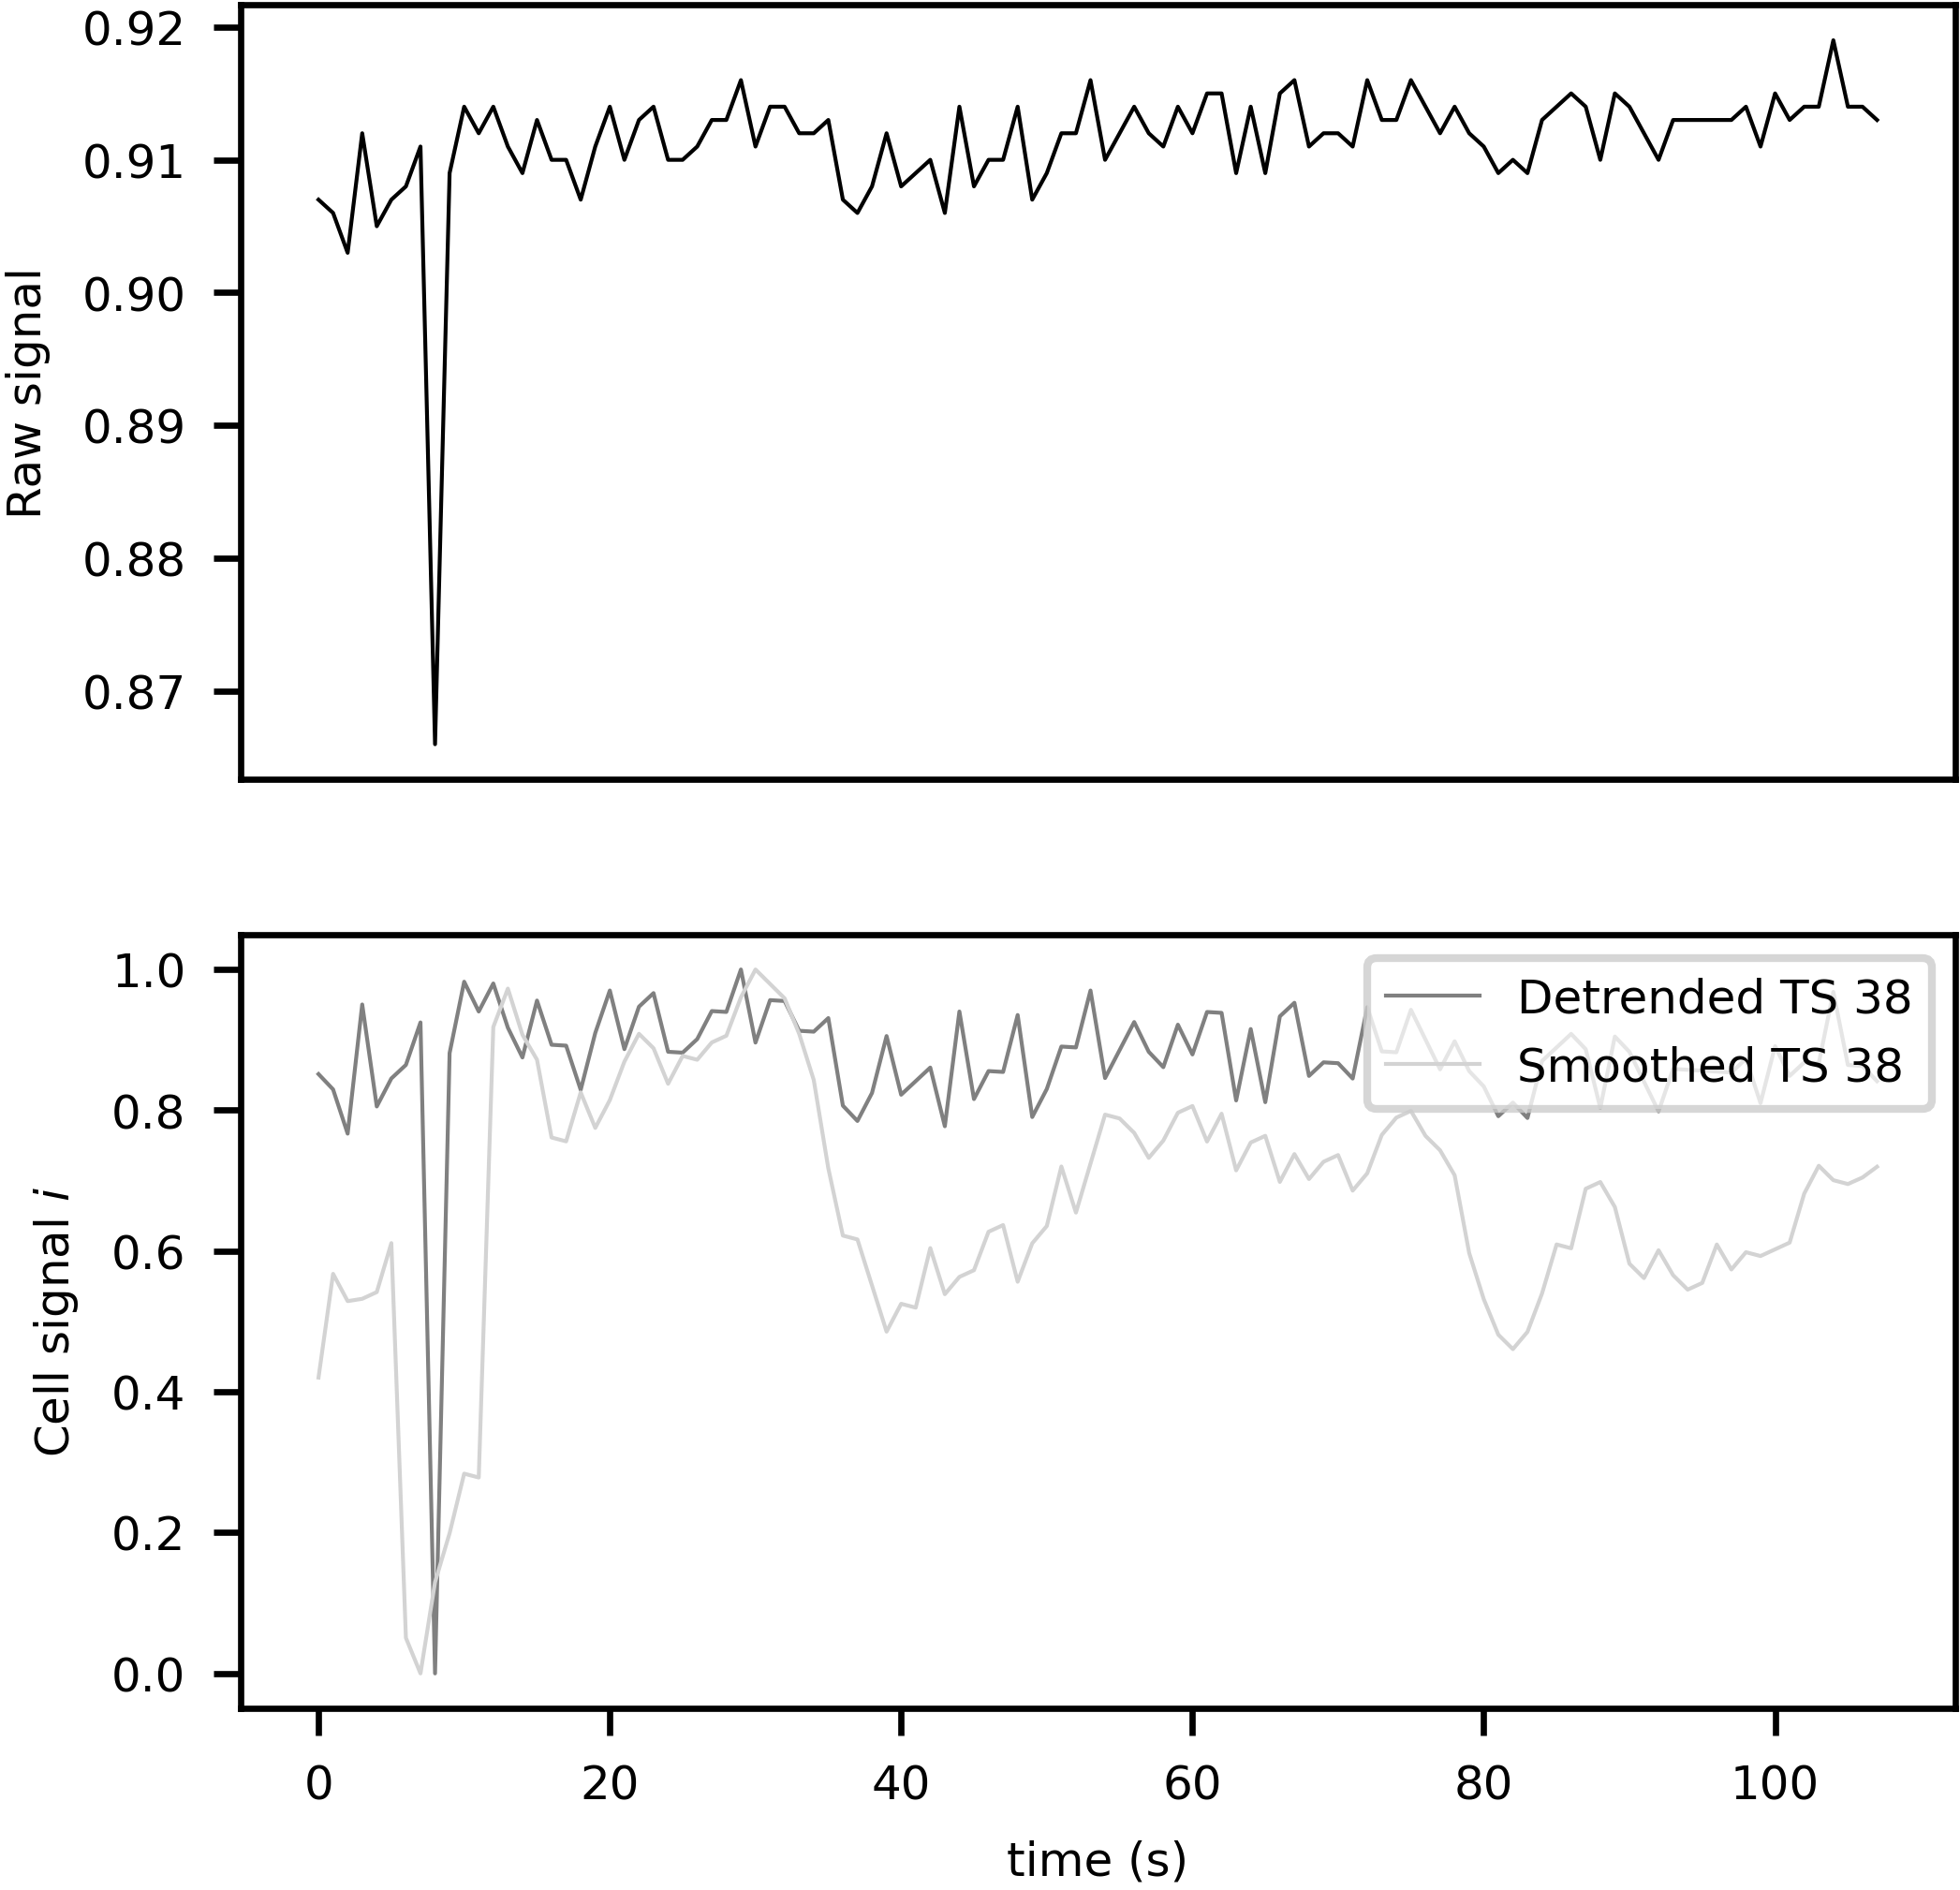 0.92
0.91
0.90
0.89
0.88
0.87
Raw signal
1.0
0.8
0.6
0.4
0.2
0.0
Cell signal i
Detrended TS 38
Smoothed TS 38
0 20 40 60 80 100
time (s)